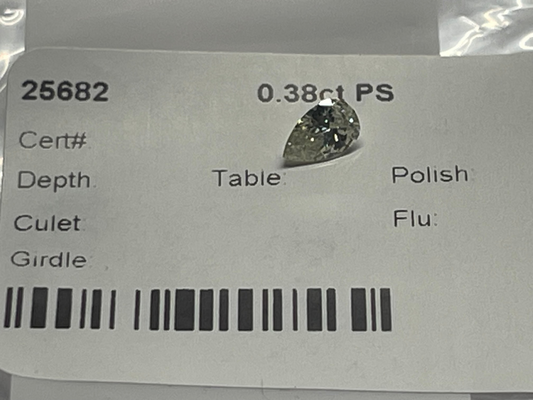 25682 0.38ct PS
Cert#
Depth: Table: Polish
Culet: Flu:
Girdle: